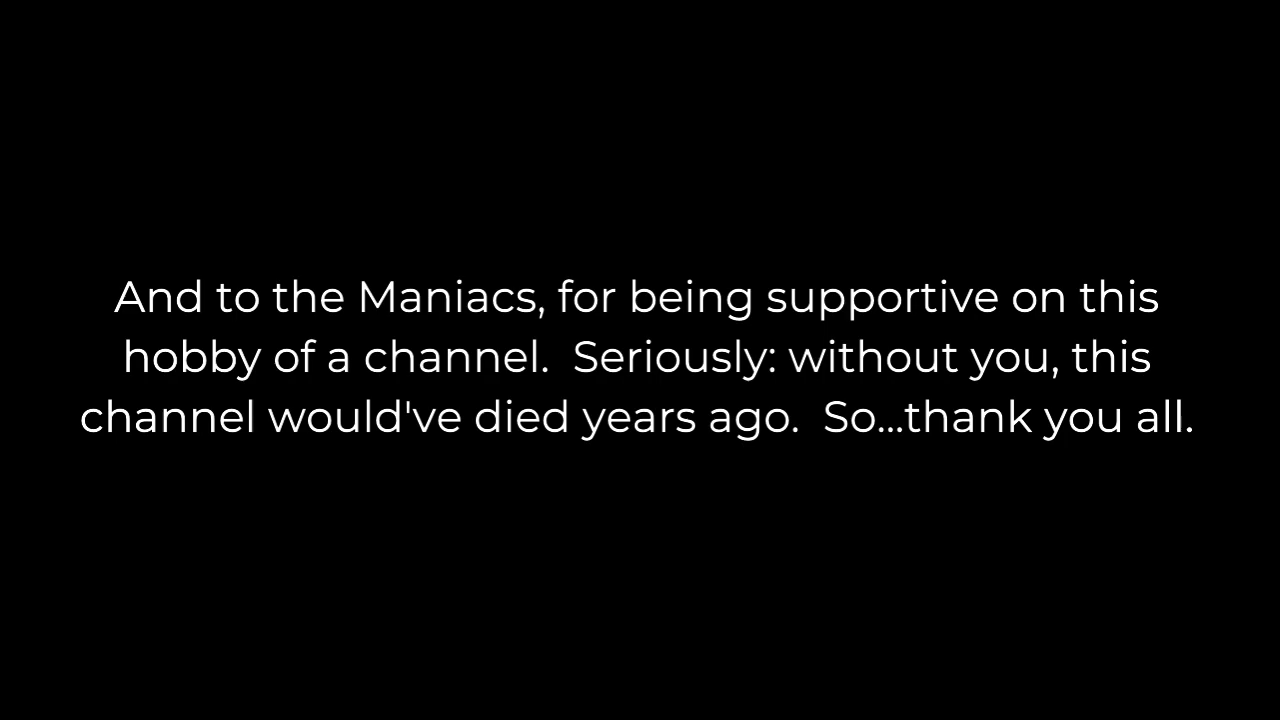 And to the Maniacs, for being supportive on this
hobby of a channel.  Seriously: without you, this
channel would've died years ago.  So...thank you all.